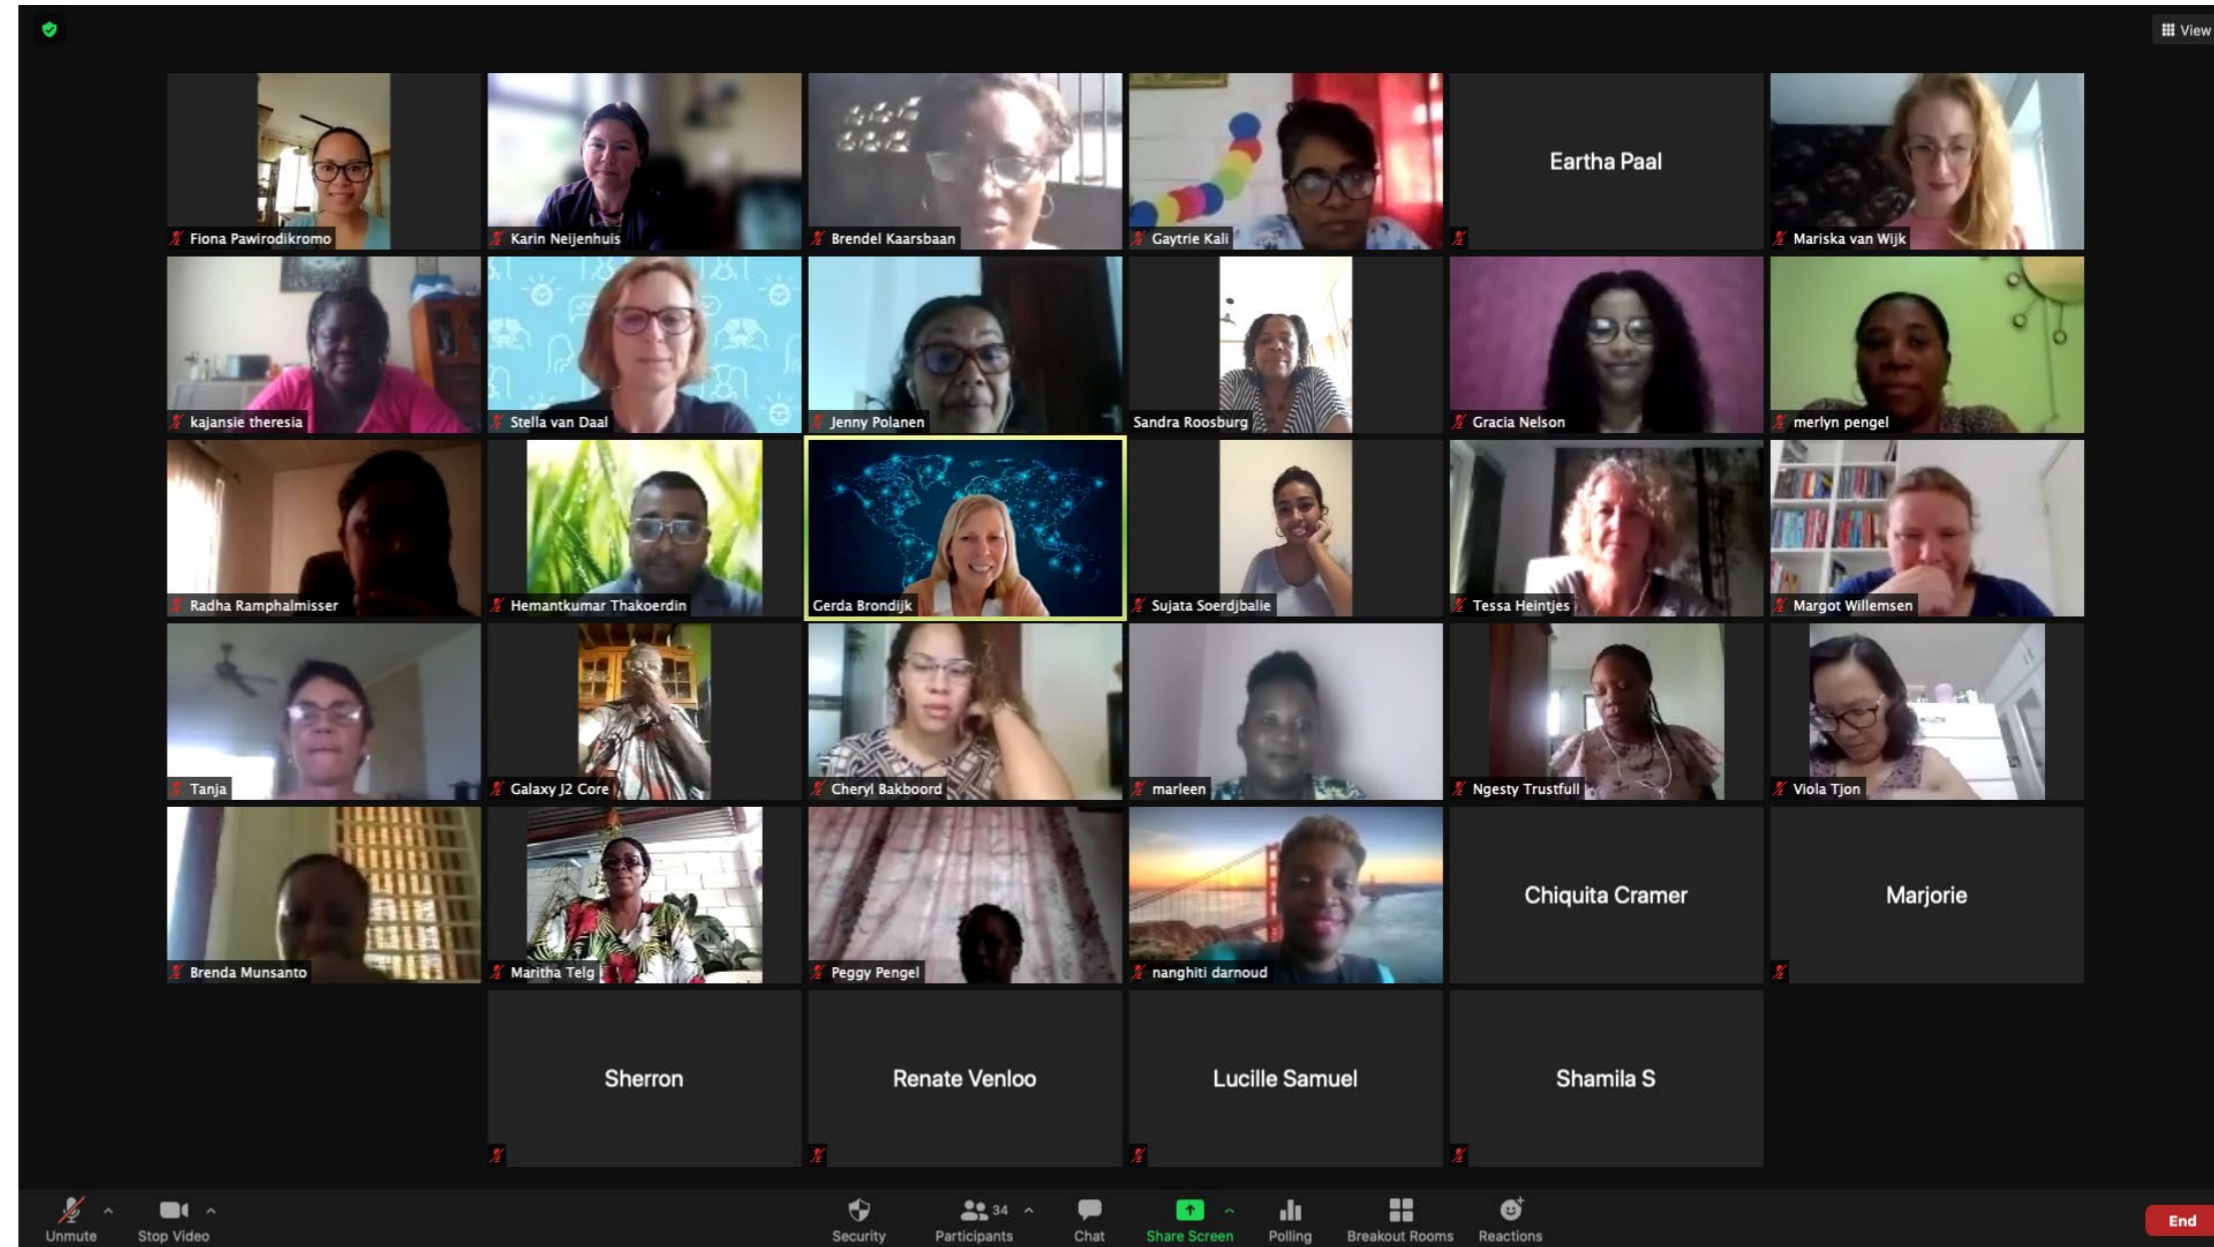 View
Fiona Pawirodikromo
Karin Neijenhuis
Brendel Kaarsbaan
Gaytrie Kali
Eartha Paal
Mariska van Wijk
kajansie theresia
Stella van Daal
Jenny Polanen
Sandra Roosburg
Gracia Nelson
merlyn pengel
Radha Ramphalmisser
Hemantkumar Thakoerdin
Gerda Brondijk
Sujata Soerdjbalie
Tessa Heintjes
Margot Willemsen
Tanja
Galaxy J2 Core
Cheryl Bakboord
marleen
Ngesty Trustfull
Viola Tjon
Brenda Munsanto
Maritha Telg
Peggy Pengel
nanghiti darnoud
Chiquita Cramer
Marjorie
Sherron
Renate Venloo
Lucille Samuel
Shamila S
34
Unmute
Stop Video
Security
Participants
Chat
Share Screen
Polling
Breakout Rooms
Reactions
End